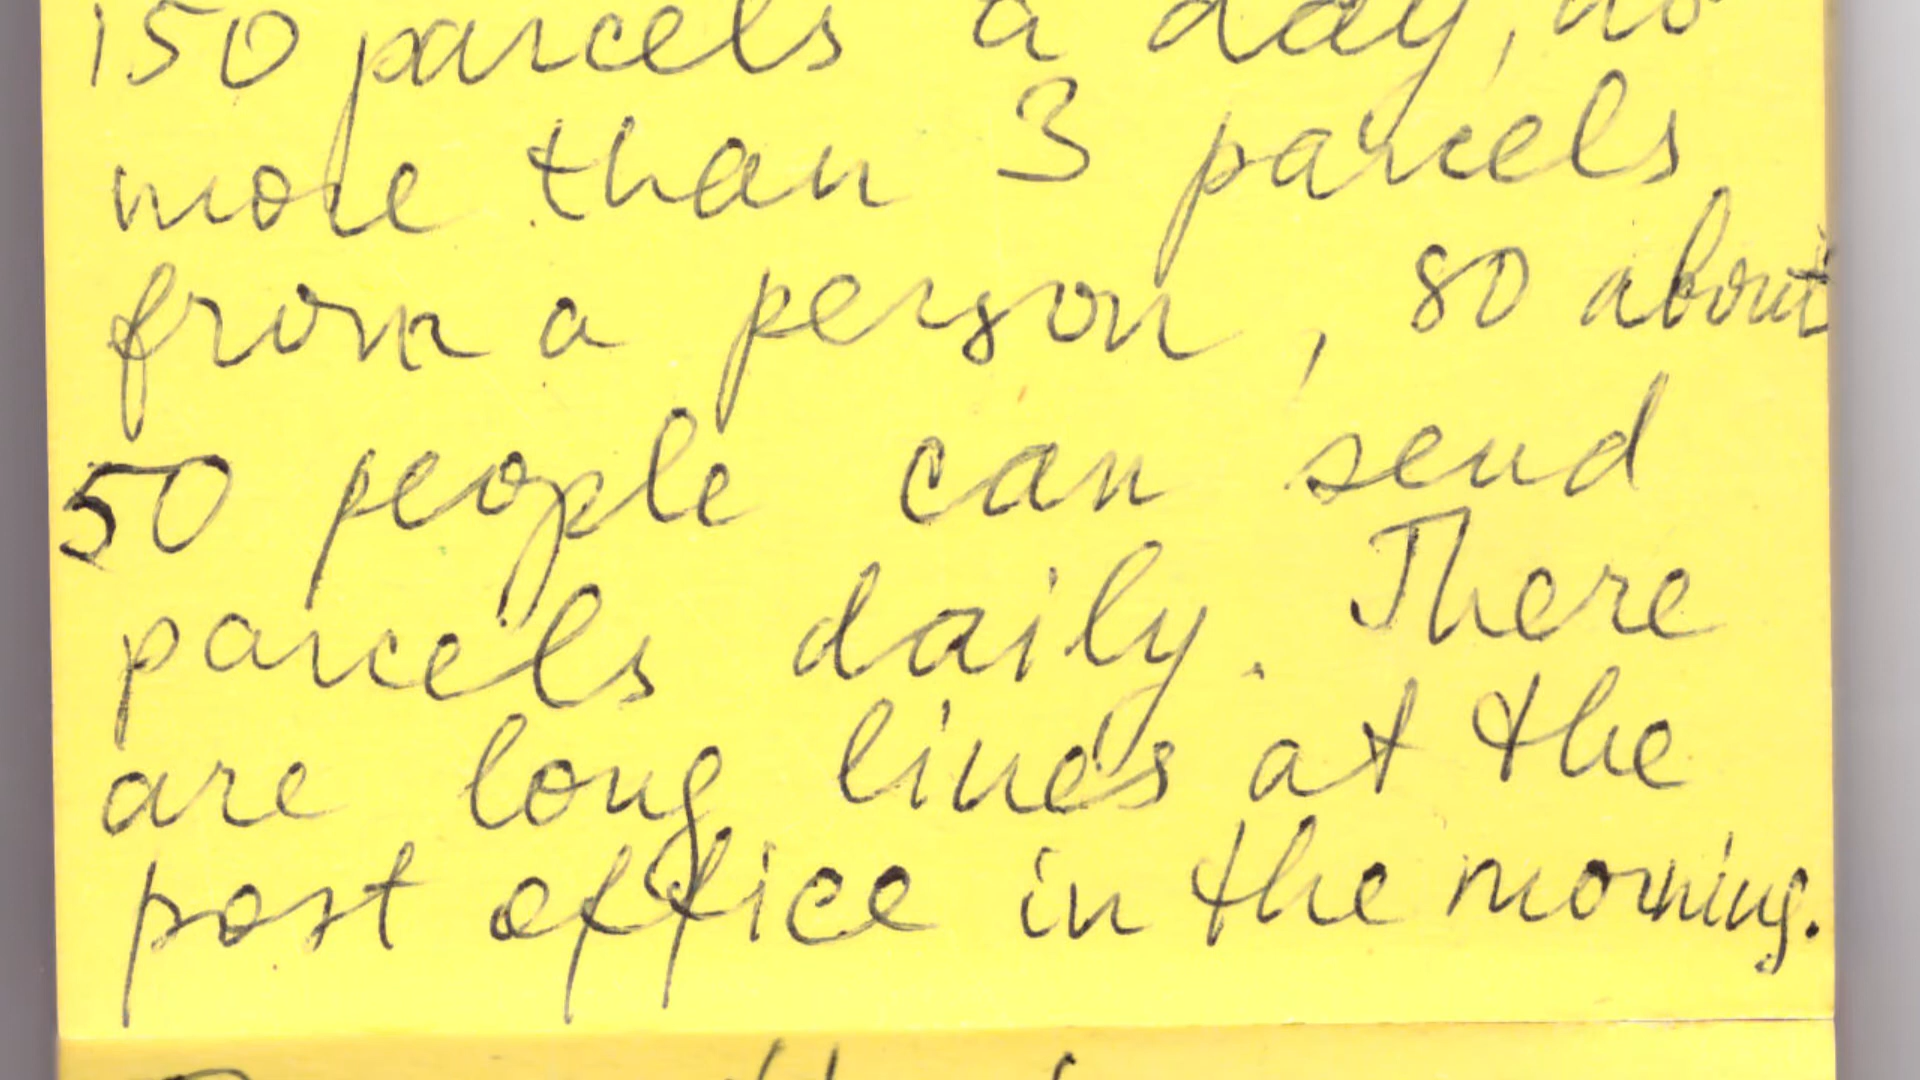 150 parcels a day, no
more than 3 parcels
from a person, so about
50 people can send
parcels daily. There
are long lines at the
post office in the morning.